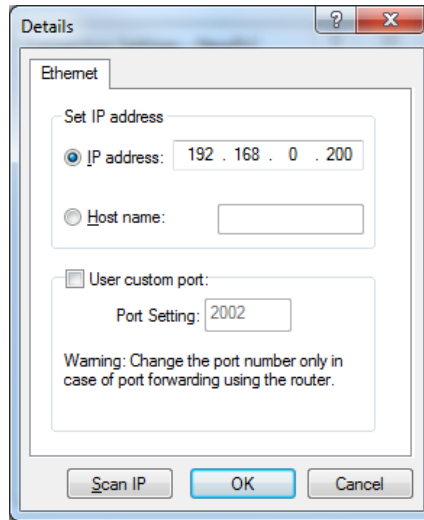 Details
Ethernet
Set IP address
IP address: 192 . 168 . 0 . 200
Host name:
User custom port:
Port Setting: 2002
Warning: Change the port number only in
case of port forwarding using the router.
Scan IP OK Cancel